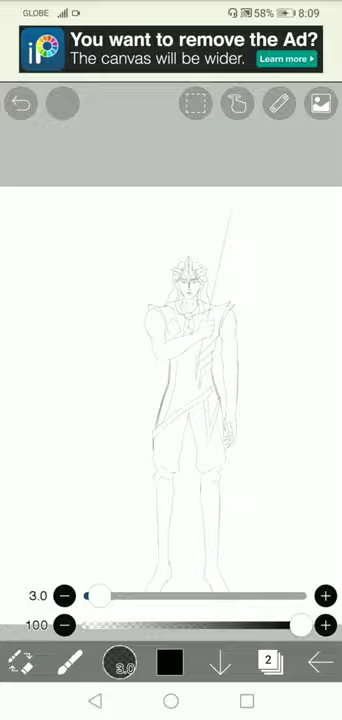 GLOBE 58% 8:09
iP You want to remove the Ad?
The canvas will be wider. Learn more
3.0
100
3.0 2